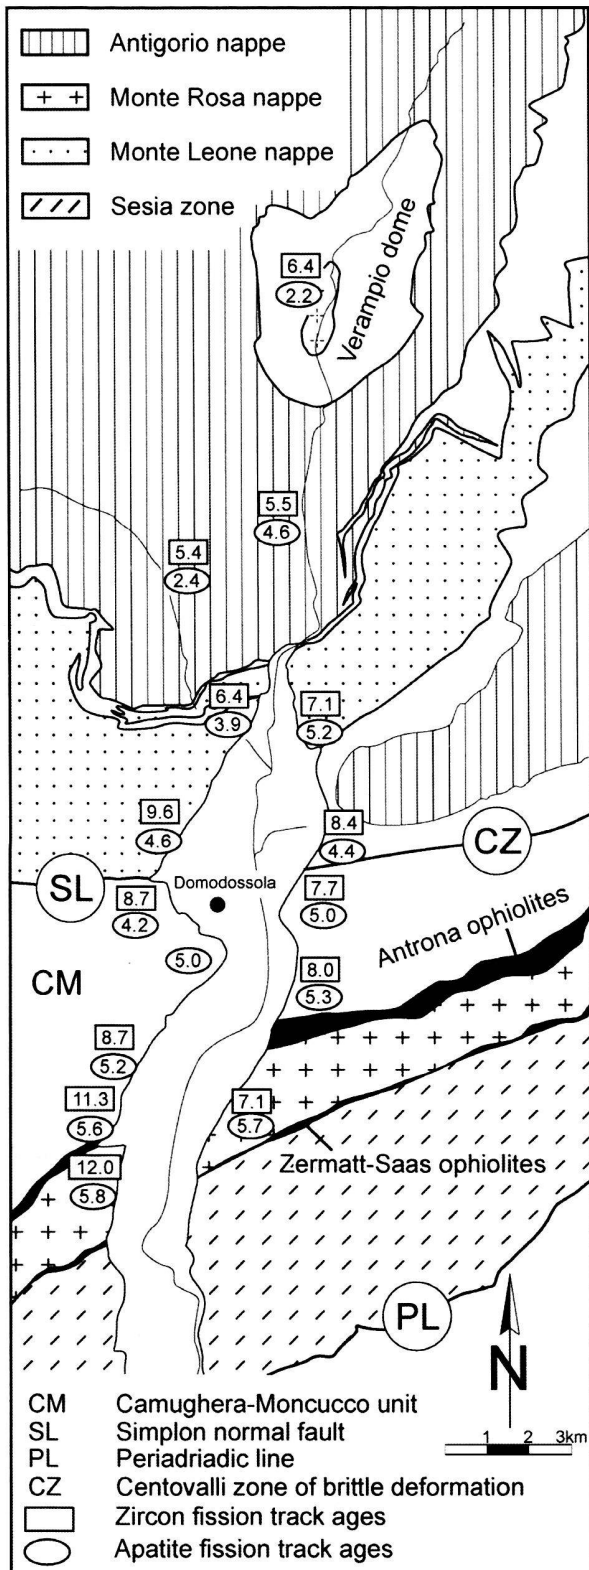 Antigorio nappe
Monte Rosa nappe
Monte Leone nappe
Sesia zone
6.4
2.2
Verampio dome
5.5
4.6
5.4
2.4
6.4
3.9
7.1
5.2
9.6
4.6
8.4
4.4
CZ
SL
8.7
4.2
Domodossola
7.7
5.0
Antrona ophiolites
5.0
8.0
5.3
CM
8.7
5.2
11.3
5.6
7.1
5.7
12.0
5.8
Zermatt-Saas ophiolites
PL
N
1 2 3km
CM Camughera-Moncucco unit
SL Simplon normal fault
PL Periadriadic line
CZ Centovalli zone of brittle deformation
Zircon fission track ages
Apatite fission track ages